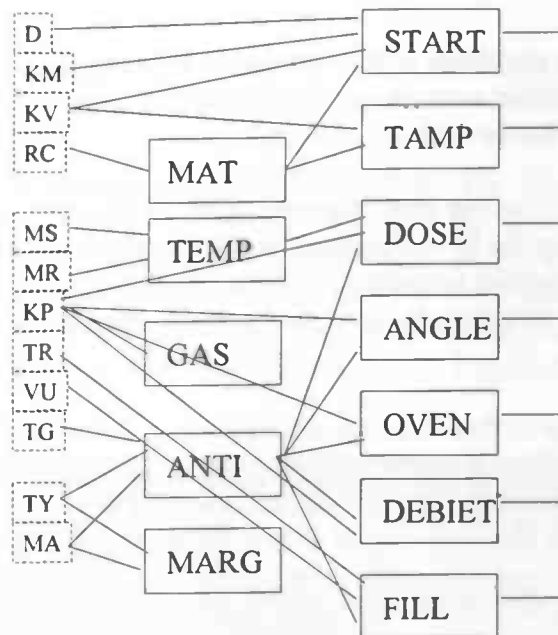 D
KM
KV
RC
MS
MR
KP
TR
VU
TG
TY
MA
MAT
TEMP
GAS
ANTI
MARG
START
TAMP
DOSE
ANGLE
OVEN
DEBIET
FILL